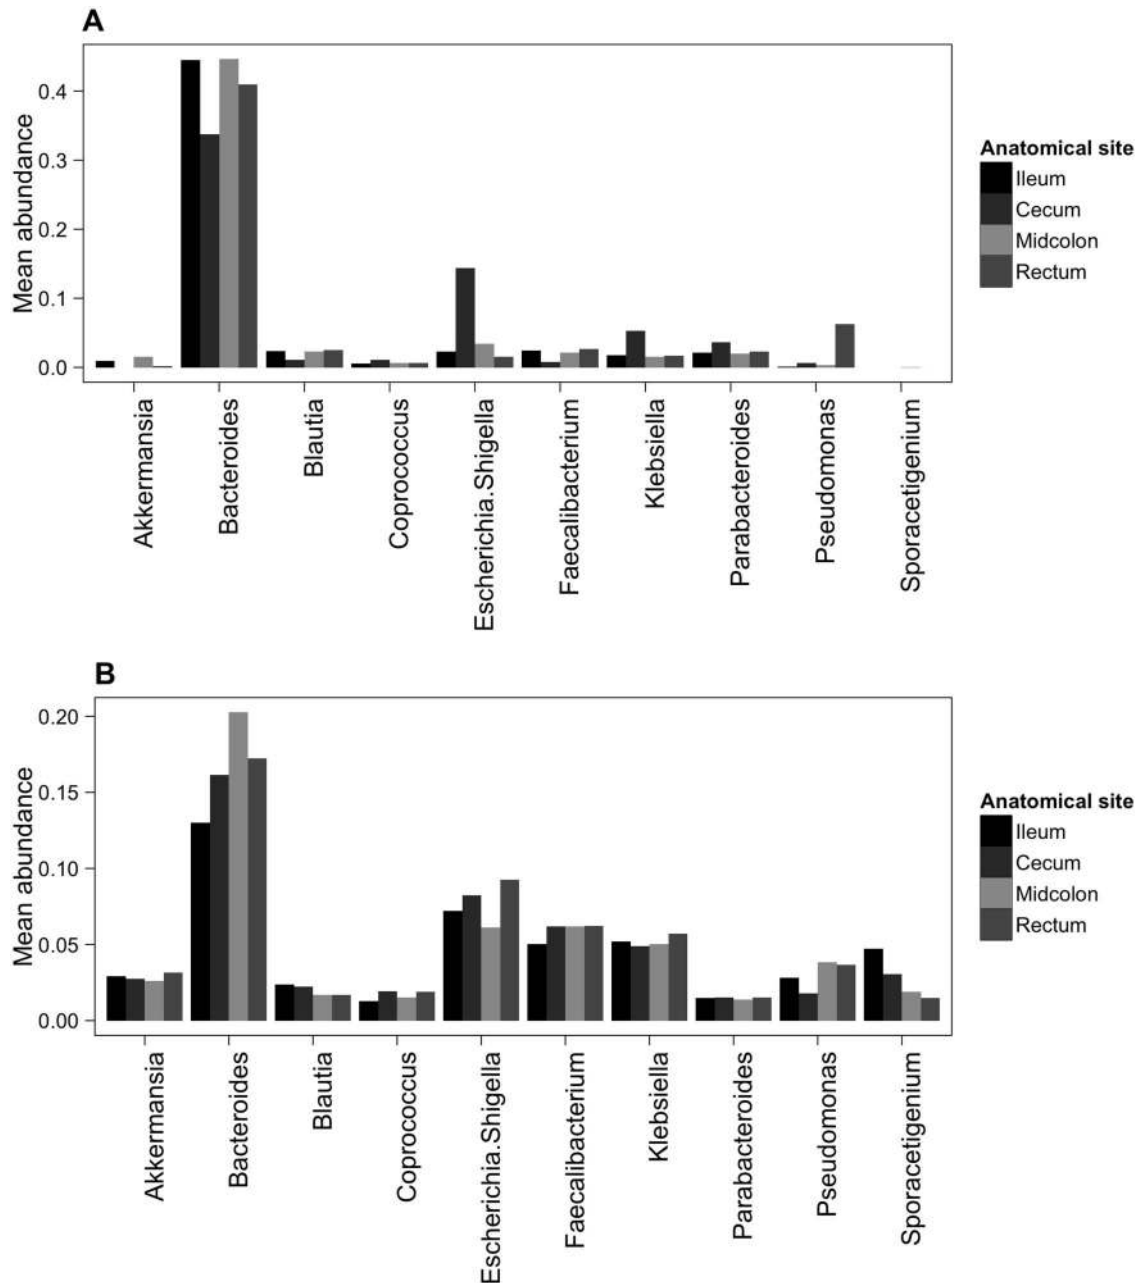 A
Mean abundance
0.4
0.3
0.2
0.1
0.0
Akkermansia
Bacteroides
Blautia
Coprococcus
Escherichia.Shigella
Faecalibacterium
Klebsiella
Parabacteroides
Pseudomonas
Sporacetigenium
Anatomical site
Ileum
Cecum
Midcolon
Rectum
B
Mean abundance
0.20
0.15
0.10
0.05
0.00
Akkermansia
Bacteroides
Blautia
Coprococcus
Escherichia.Shigella
Faecalibacterium
Klebsiella
Parabacteroides
Pseudomonas
Sporacetigenium
Anatomical site
Ileum
Cecum
Midcolon
Rectum